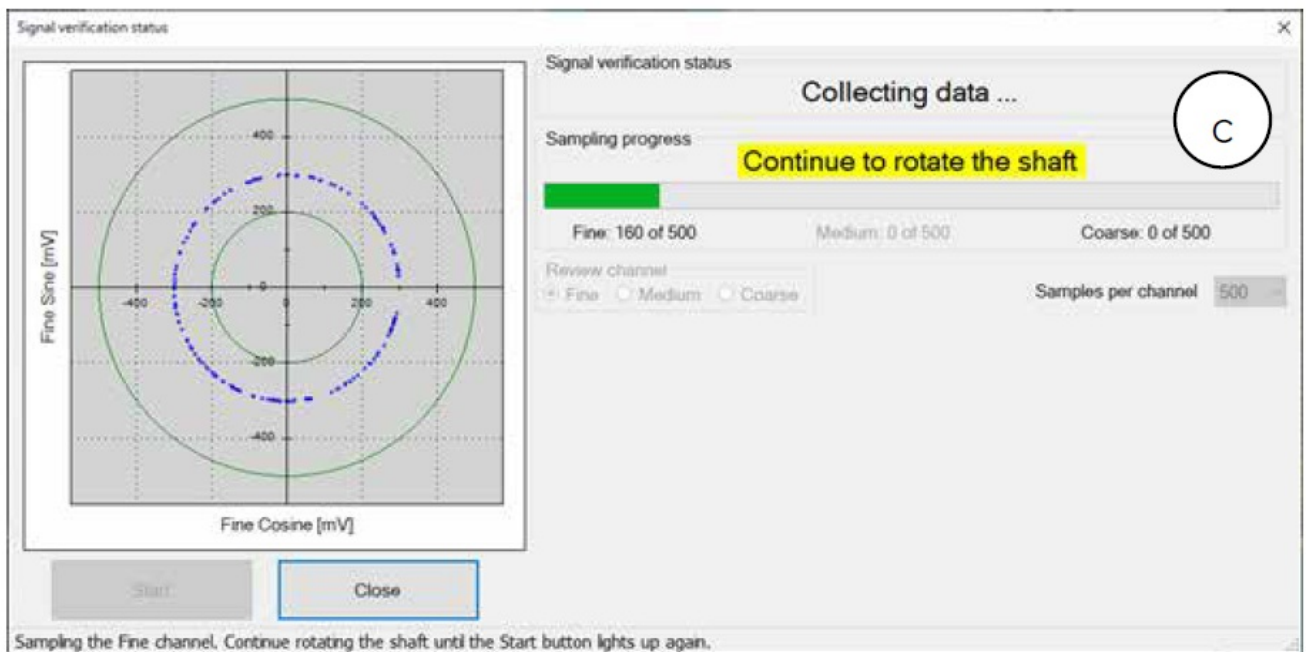 Signal verification status
Signal verification status
Collecting data ...
C
Sampling progress
Continue to rotate the shaft
Fine: 160 of 500 Medium: 0 of 500 Coarse: 0 of 500
Review channel
Fine Medium Coarse
Samples per channel 500
400
200
-400 -200 0 0 200 400
-200
-400
Fine Sine [mV]
Fine Cosine [mV]
Start Close
Sampling the Fine channel. Continue rotating the shaft until the Start button lights up again.